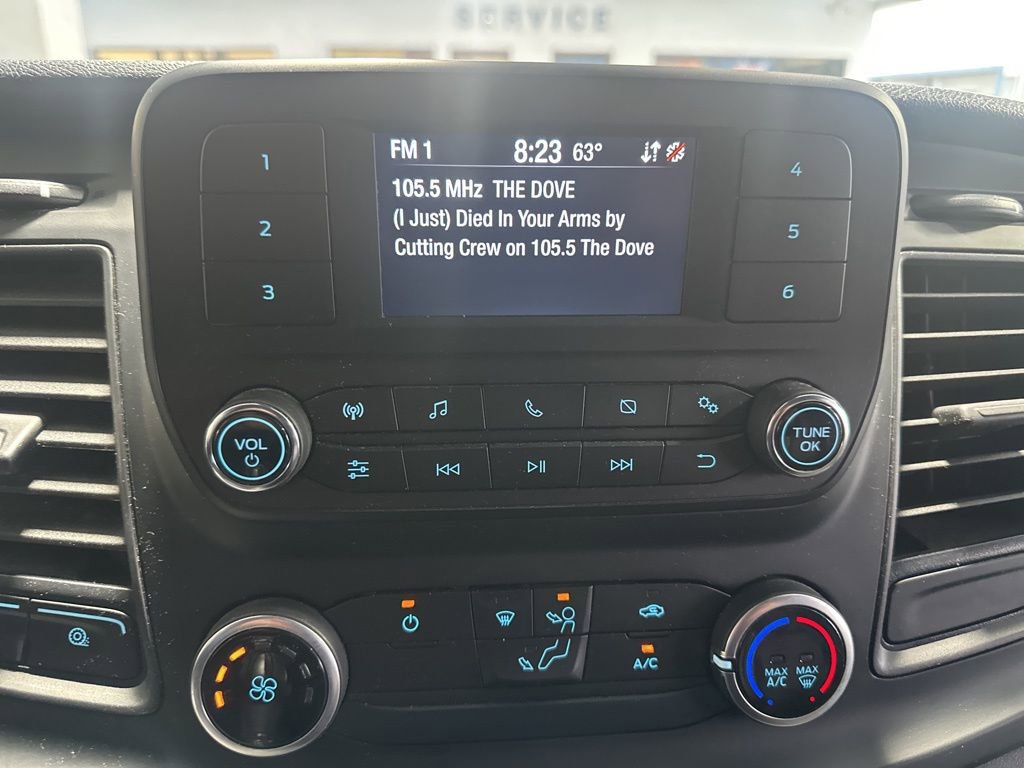 SERVICE
FM 1 8:23 63°
105.5 MHz THE DOVE
(I Just) Died In Your Arms by
Cutting Crew on 105.5 The Dove
1
2
3
4
5
6
VOL
TUNE
OK
A/C
MAX
A/C
MAX